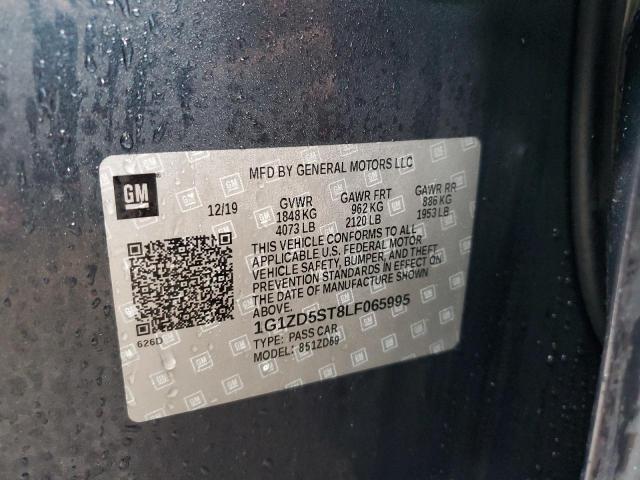 MFD BY GENERAL MOTORS LLC
GM
12/19 GVWR GAWR FRT GAWR RR
1848 KG 962 KG 886 KG
4073 LB 2120 LB 1953 LB
THIS VEHICLE CONFORMS TO ALL
APPLICABLE U.S. FEDERAL MOTOR
VEHICLE SAFETY, BUMPER, AND THEFT
PREVENTION STANDARDS IN EFFECT ON
THE DATE OF MANUFACTURE SHOWN
ABOVE.
1G1ZD5ST8LF065995
TYPE: PASS CAR
MODEL: 851ZD69
626D